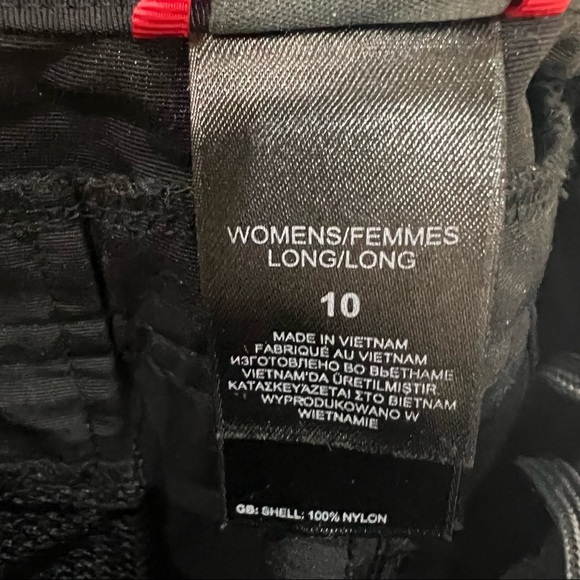 WOMENS/FEMMES
LONG/LONG
10
MADE IN VIETNAM
FABRIQUÉ AU VIETNAM
ИЗГОТОВЛЕНО ВО ВЬЕТНАМЕ
VIETNAM'DA ÜRETILMIŞTIR
ΚΑΤΑΣΚΕΥΑΖΕΤΑΙ ΣΤΟ ΒΙΕΤΝΑΜ
WYPRODUKOWANO W
WIETNAMIE
GB: SHELL: 100% NYLON